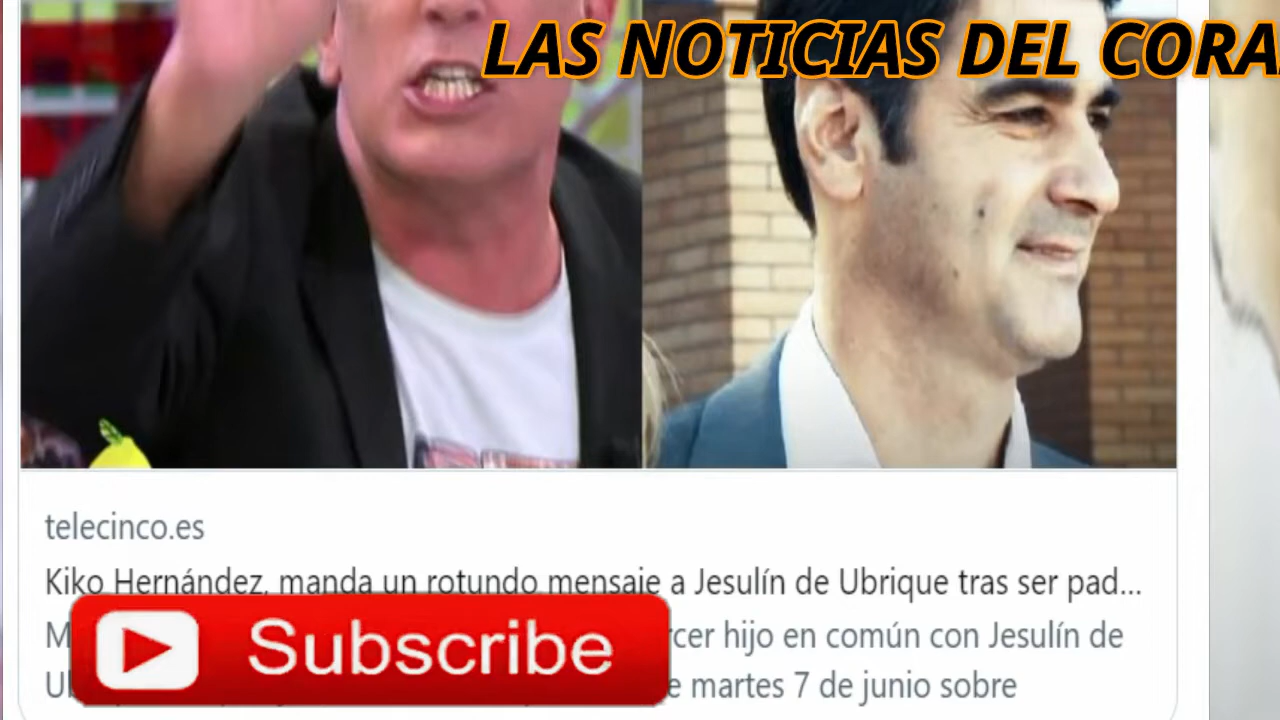 LAS NOTICIAS DEL CORA
telecinco.es
Kiko Hernández, manda un rotundo mensaje a Jesulín de Ubrique tras ser pad...
hijo en común con Jesulín de
martes 7 de junio sobre
Subscribe